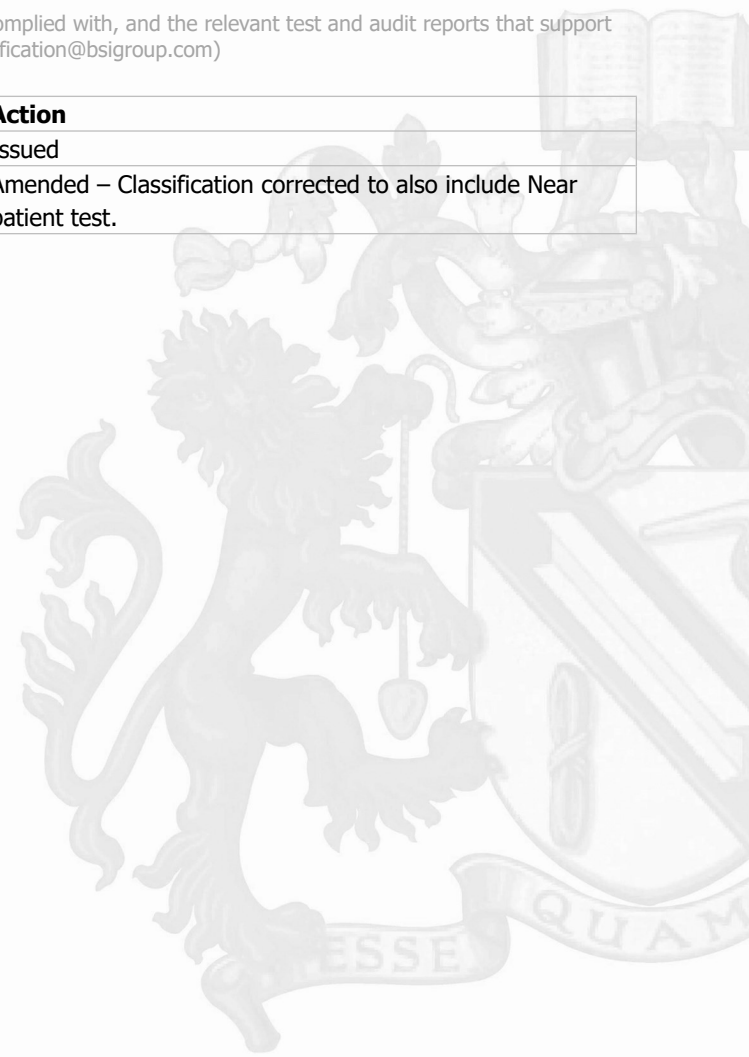 omplied with, and the relevant test and audit reports that support
fication@bsigroup.com)
Action
ssued
Amended – Classification corrected to also include Near
patient test.
ESSE
QUAM